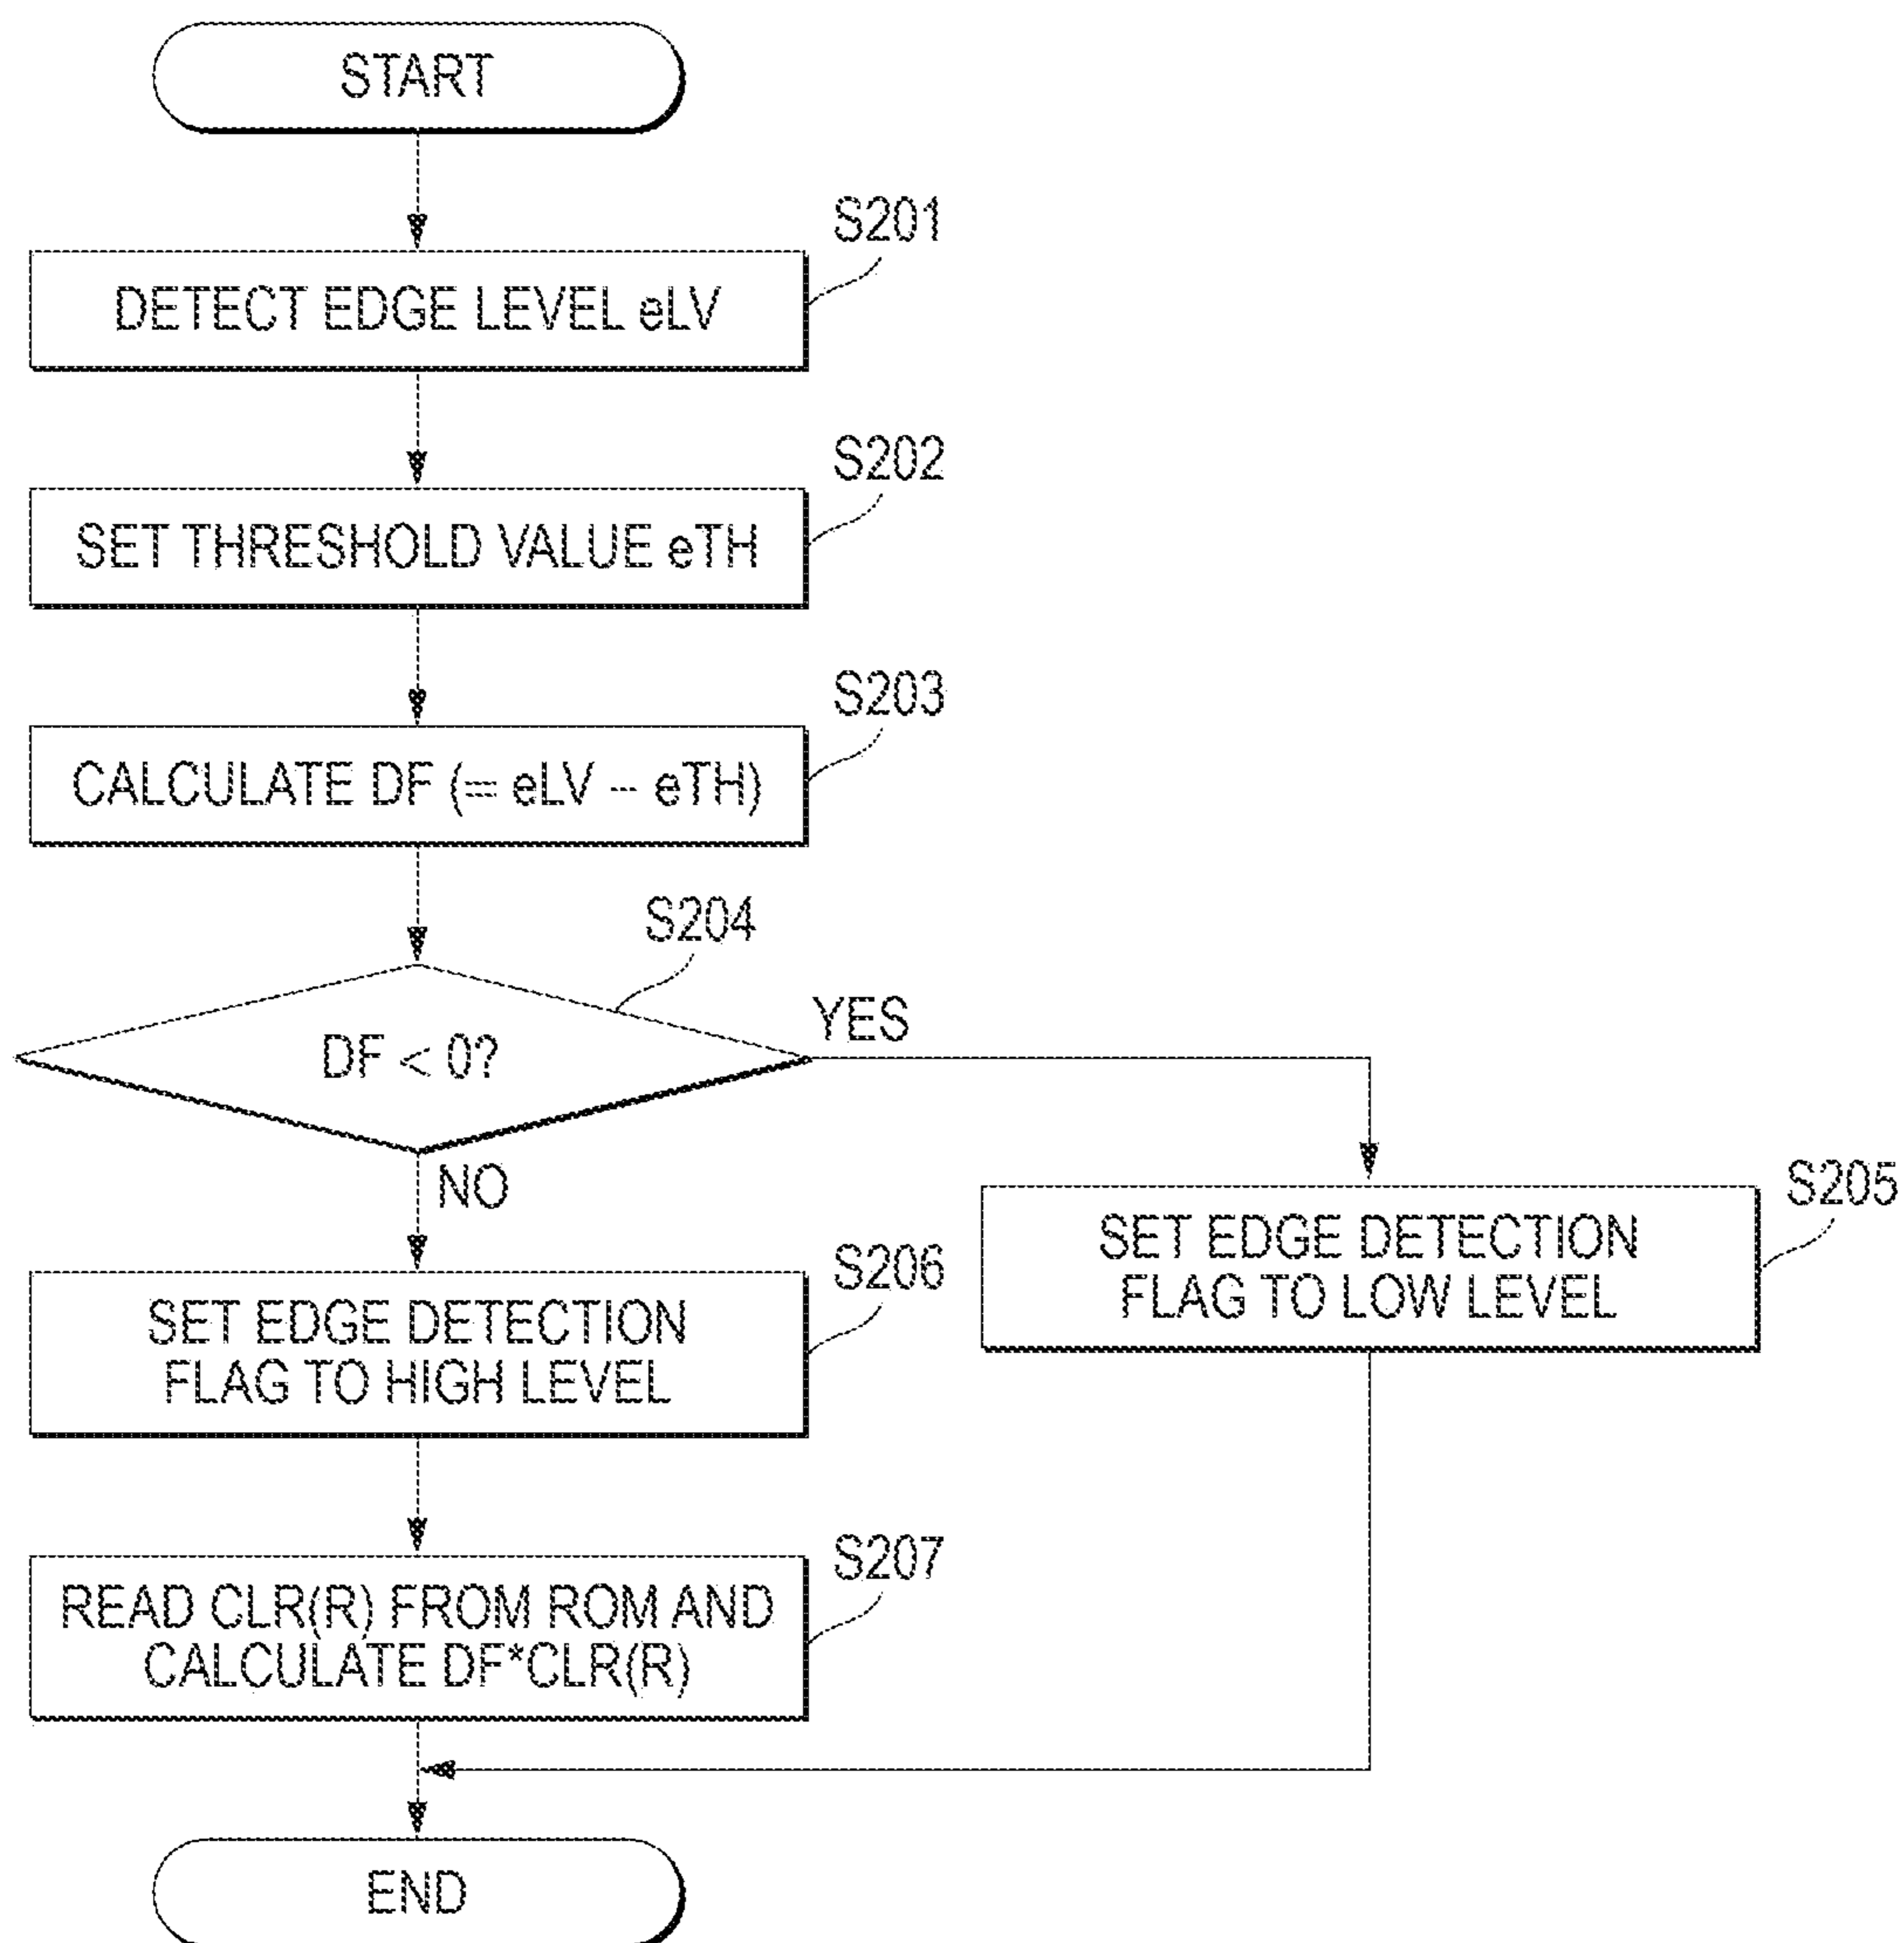 START
S201
DETECT EDGE LEVEL eLV
S202
SET THRESHOLD VALUE eTH
S203
CALCULATE DF (= eLV – eTH)
S204
DF < 0?
YES
NO
S205
SET EDGE DETECTION
FLAG TO LOW LEVEL
S206
SET EDGE DETECTION
FLAG TO HIGH LEVEL
S207
READ CLR(R) FROM ROM AND
CALCULATE DF*CLR(R)
END